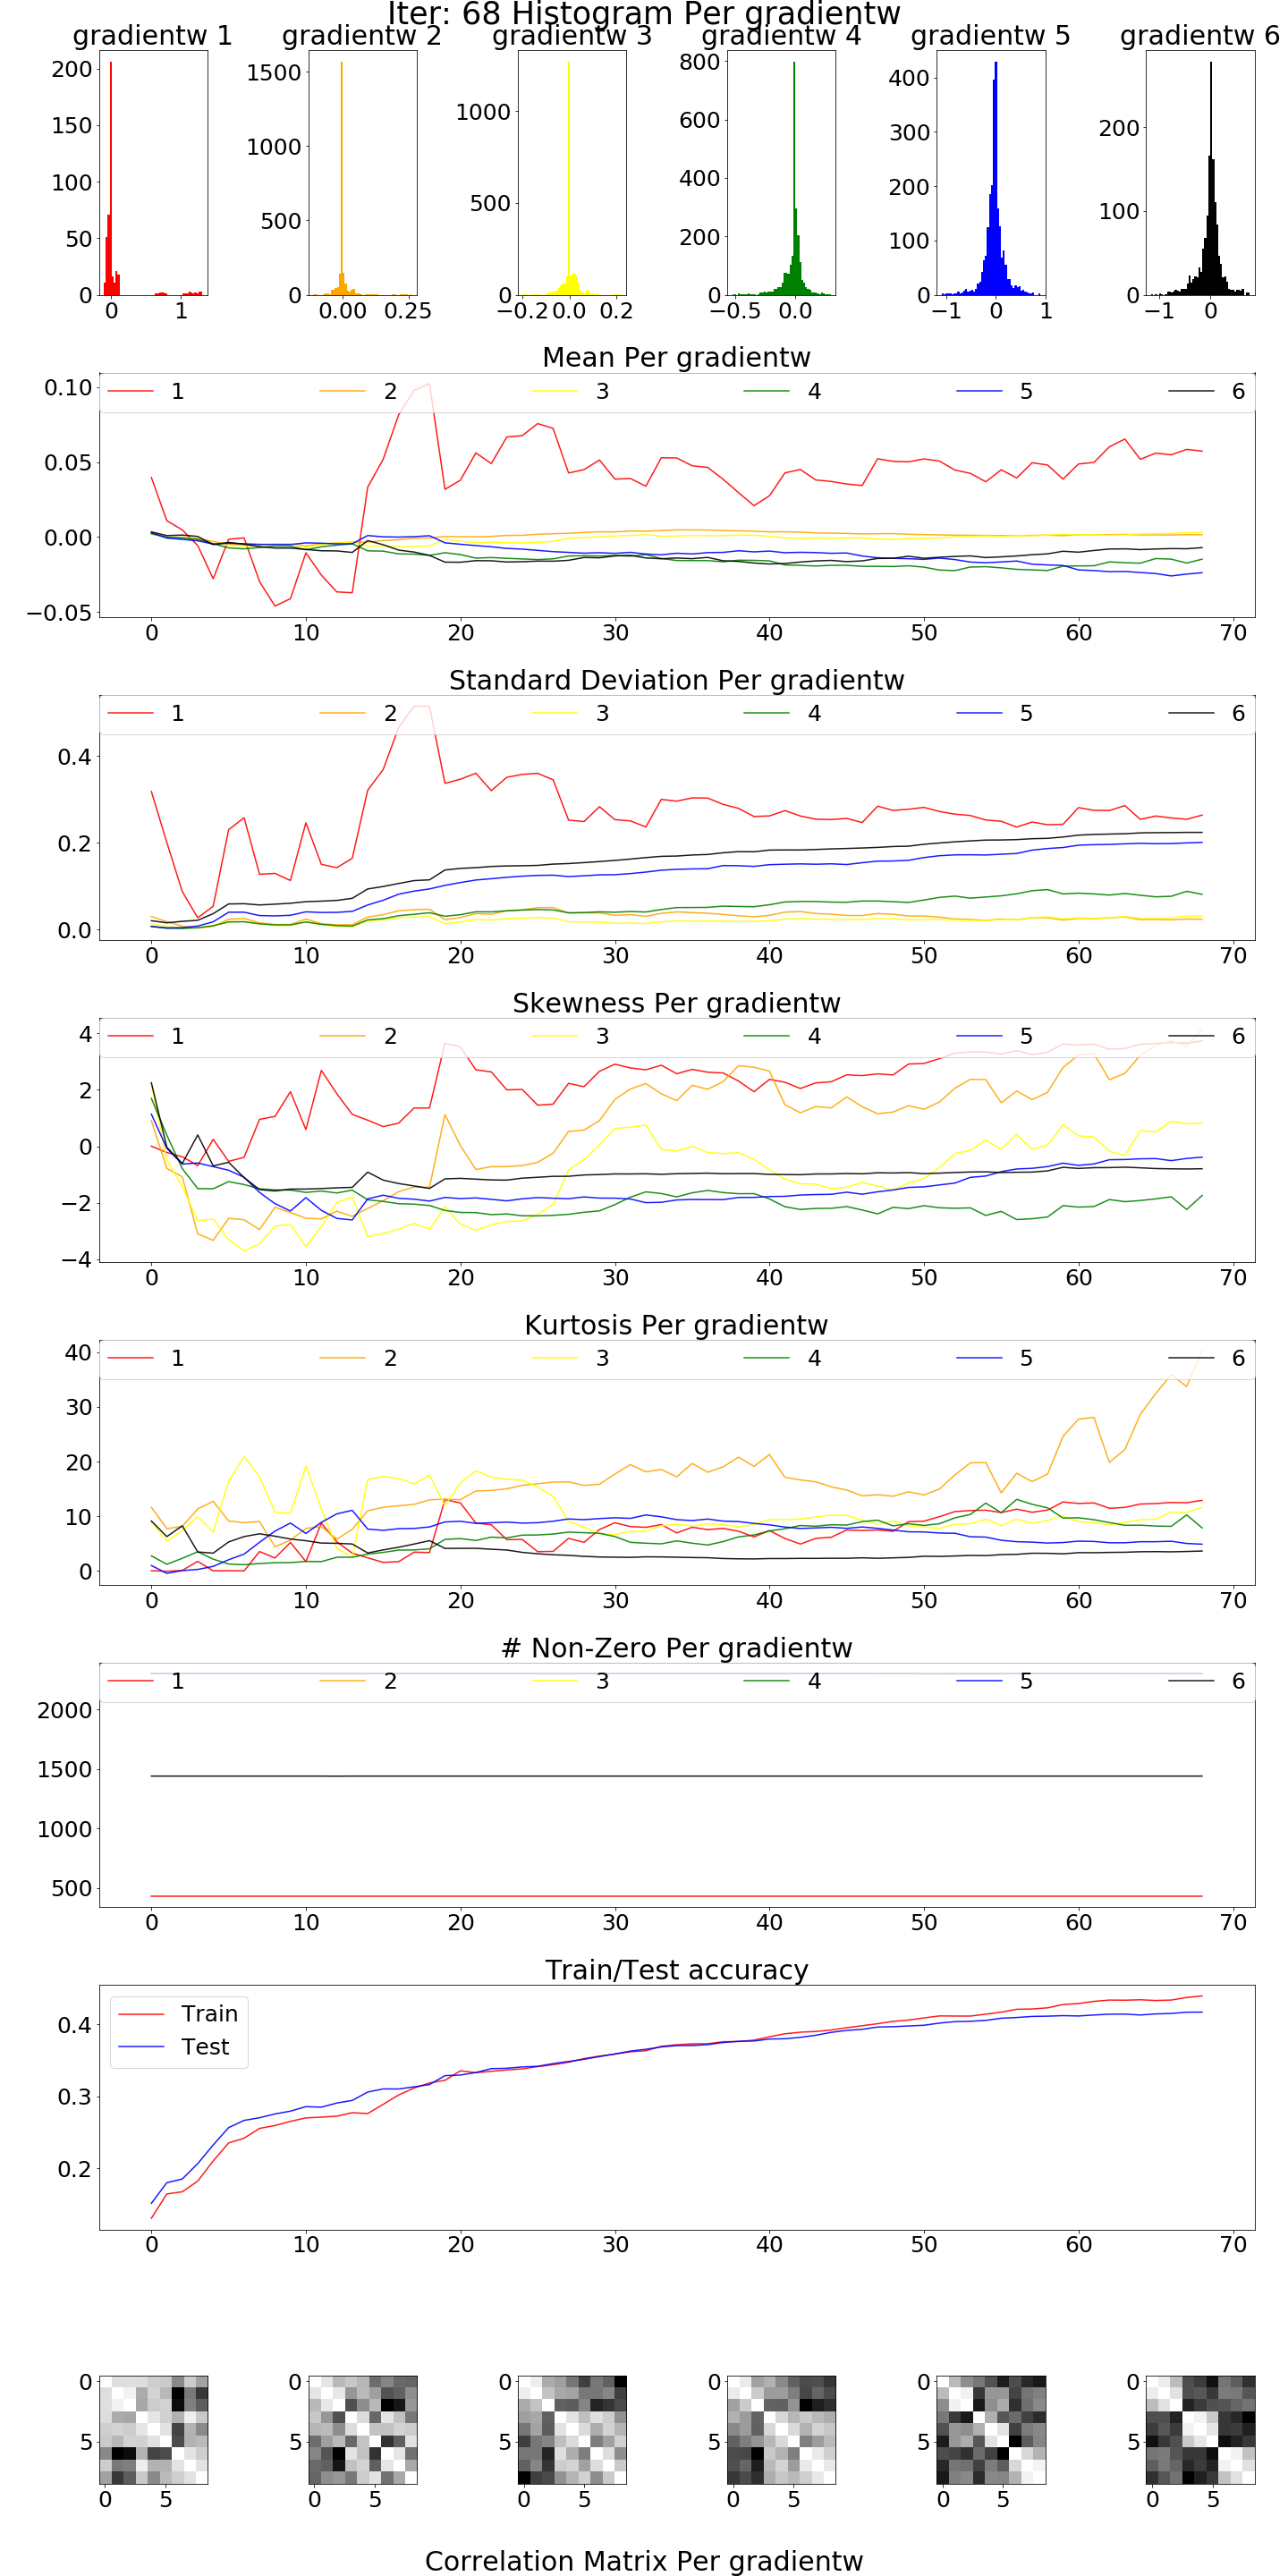 Iter: 68 Histogram Per gradientw
gradientw 1 gradientw 2 gradientw 3 gradientw 4 gradientw 5 gradientw 6
200 150 100 50 0
0 1
1500 1000 500 0
0.00 0.25
1000 500 0
−0.2 0.0 0.2
800 600 400 200 0
−0.5 0.0
400 300 200 100 0
−1 0 1
200 100 0
−1 0
Mean Per gradientw
1 2 3 4 5 6
0.10
0.05
0.00
−0.05
0 10 20 30 40 50 60 70
Standard Deviation Per gradientw
1 2 3 4 5 6
0.4
0.2
0.0
0 10 20 30 40 50 60 70
Skewness Per gradientw
4 1 2 3 4 5 6
2
0
−2
−4
0 10 20 30 40 50 60 70
Kurtosis Per gradientw
40 1 2 3 4 5 6
30
20
10
0
0 10 20 30 40 50 60 70
# Non-Zero Per gradientw
1 2 3 4 5 6
2000
1500
1000
500
0 10 20 30 40 50 60 70
Train/Test accuracy
Train
Test
0.4
0.3
0.2
0 10 20 30 40 50 60 70
0 0 0 0 0 0
5 5 5 5 5 5
0 5 0 5 0 5 0 5 0 5 0 5
Correlation Matrix Per gradientw